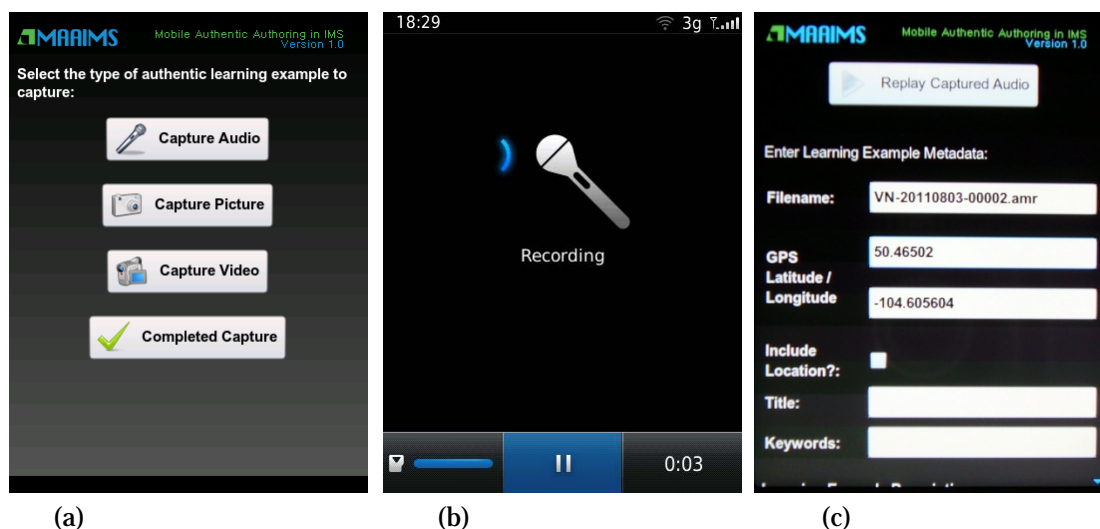 MAAIMS
Mobile Authentic Authoring in IMS
Version 1.0
Select the type of authentic learning example to
capture:
Capture Audio
Capture Picture
Capture Video
Completed Capture
(a)
18:29
3g
Recording
0:03
(b)
MAAIMS
Mobile Authentic Authoring in IMS
Version 1.0
Replay Captured Audio
Enter Learning Example Metadata:
Filename:
VN-20110803-00002.amr
GPS
Latitude /
Longitude
50.46502
-104.605604
Include
Location?:
Title:
Keywords:
(c)